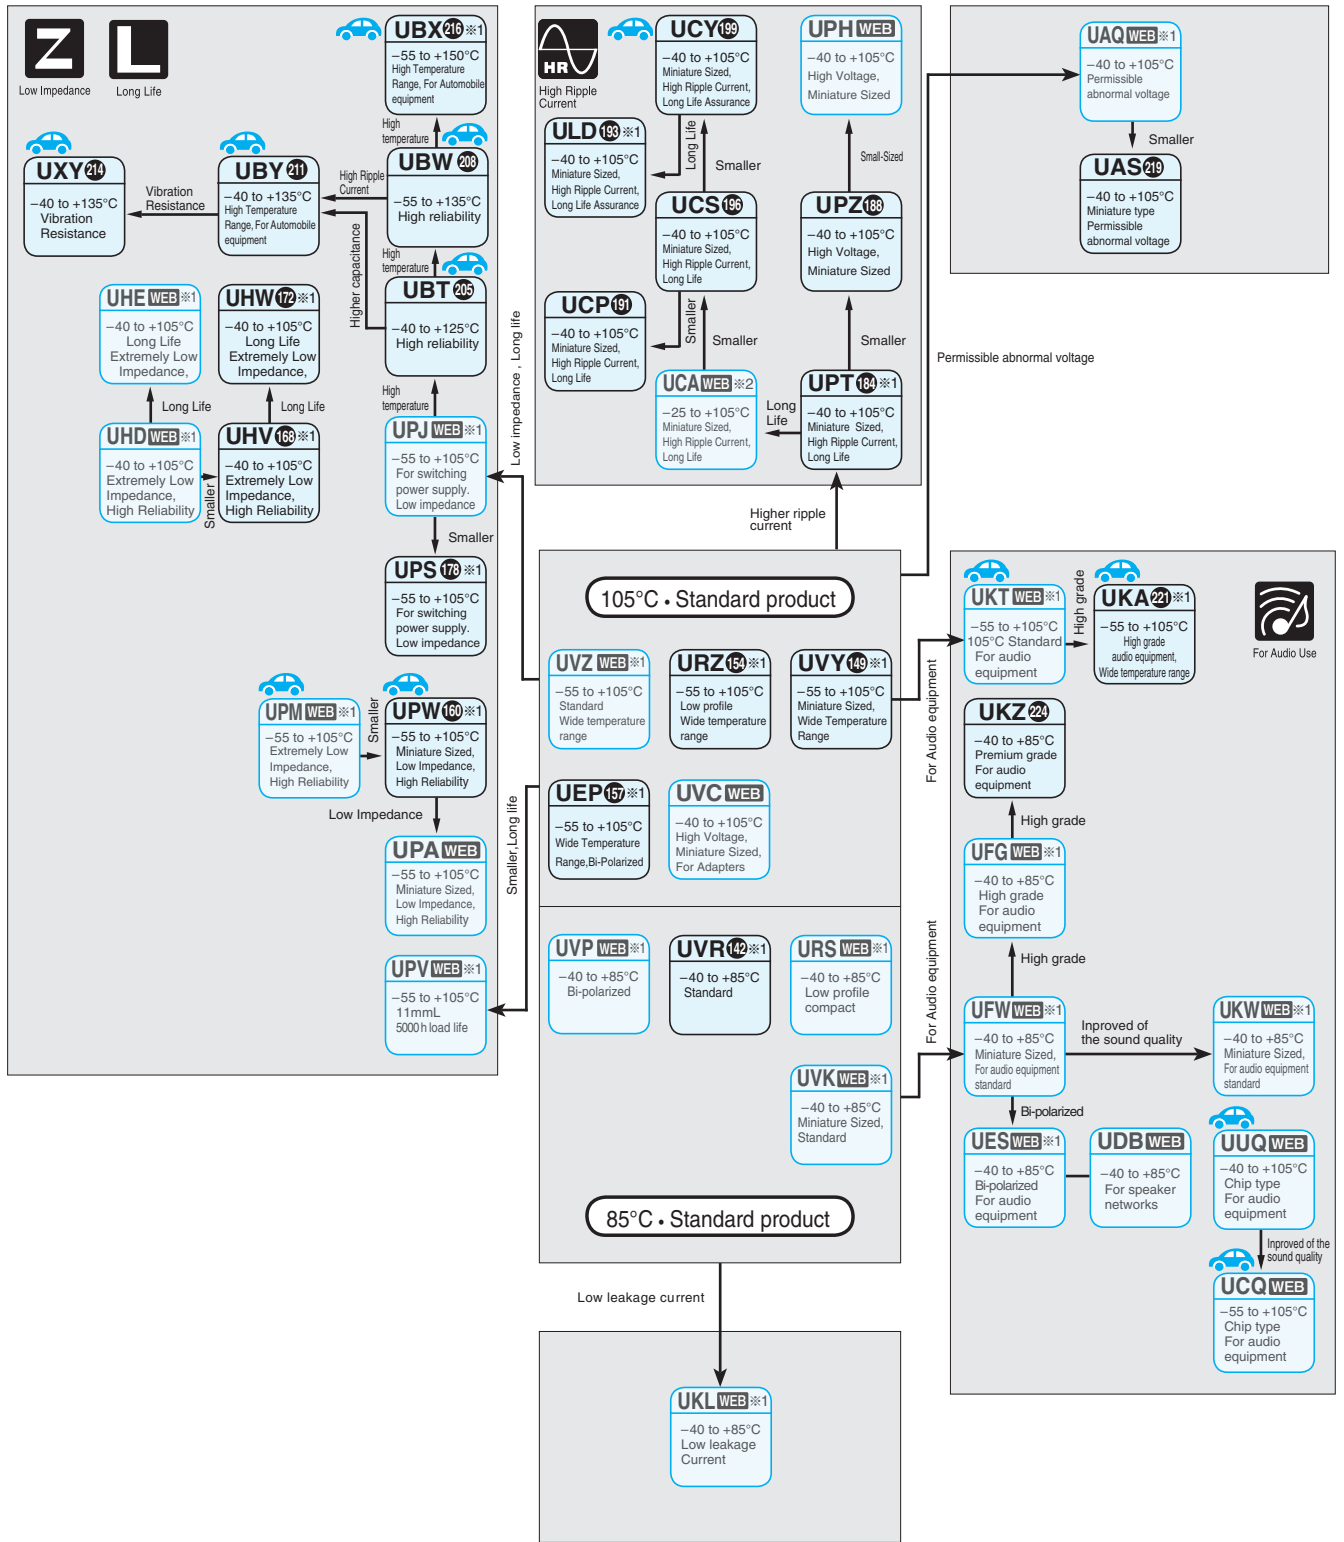 Z
Low Impedance
L
Long Life
UBX 216 ※1
−55 to +150°C
High Temperature
Range, For Automobile
equipment
High
temperature
UXY 214
−40 to +135°C
Vibration
Resistance
Vibration
Resistance
UBY 211
−40 to +135°C
High Temperature
Range, For Automobile
equipment
High Ripple
Current
UBW 208
−55 to +135°C
High reliability
High
temperature
Higher capacitance
UBT 205
−40 to +125°C
High reliability
High
temperature
UHE WEB ※1
−40 to +105°C
Long Life
Extremely Low
Impedance,
Long Life
UHW 172 ※1
−40 to +105°C
Long Life
Extremely Low
Impedance,
Long Life
UHD WEB ※1
−40 to +105°C
Extremely Low
Impedance,
High Reliability
Smaller
UHV 168 ※1
−40 to +105°C
Extremely Low
Impedance,
High Reliability
UPJ WEB ※1
−55 to +105°C
For switching
power supply.
Low impedance
Smaller
UPS 178 ※1
−55 to +105°C
For switching
power supply.
Low impedance
UPM WEB ※1
−55 to +105°C
Extremely Low
Impedance,
High Reliability
Smaller
UPW 160 ※1
−55 to +105°C
Miniature Sized,
Low Impedance,
High Reliability
Low Impedance
UPA WEB
−55 to +105°C
Miniature Sized,
Low Impedance,
High Reliability
UPV WEB ※1
−55 to +105°C
11mmL
5000h load life
Low impedance , Long life
Smaller,Long life
HR
High Ripple
Current
UCY 199
−40 to +105°C
Miniature Sized,
High Ripple Current,
Long Life Assurance
UPH WEB
−40 to +105°C
High Voltage,
Miniature Sized
ULD 193 ※1
−40 to +105°C
Miniature Sized,
High Ripple Current,
Long Life Assurance
Long Life
Smaller
Small-Sized
UCS 196
−40 to +105°C
Miniature Sized,
High Ripple Current,
Long Life
UPZ 188
−40 to +105°C
High Voltage,
Miniature Sized
UCP 191
−40 to +105°C
Miniature Sized,
High Ripple Current,
Long Life
Smaller
Smaller
Smaller
UCA WEB ※2
−25 to +105°C
Miniature Sized,
High Ripple Current,
Long Life
Long
Life
UPT 184 ※1
−40 to +105°C
Miniature Sized,
High Ripple Current,
Long Life
Higher ripple
current
UAQ WEB ※1
−40 to +105°C
Permissible
abnormal voltage
Smaller
UAS 219
−40 to +105°C
Miniature type
Permissible
abnormal voltage
Permissible abnormal voltage
105°C • Standard product
UVZ WEB ※1
−55 to +105°C
Standard
Wide temperature
range
URZ 154 ※1
−55 to +105°C
Low profile
Wide temperature
range
UVY 149 ※1
−55 to +105°C
Miniature Sized,
Wide Temperature
Range
UEP 157 ※1
−55 to +105°C
Wide Temperature
Range,Bi-Polarized
UVC WEB
−40 to +105°C
High Voltage,
Miniature Sized,
For Adapters
UVP WEB ※1
−40 to +85°C
Bi-polarized
UVR 142 ※1
−40 to +85°C
Standard
URS WEB ※1
−40 to +85°C
Low profile
compact
UVK WEB ※1
−40 to +85°C
Miniature Sized,
Standard
85°C • Standard product
Low leakage current
UKL WEB ※1
−40 to +85°C
Low leakage
Current
For Audio equipment
For Audio equipment
UKT WEB ※1
−55 to +105°C
105°C Standard
For audio
equipment
High grade
UKA 221 ※1
−55 to +105°C
High grade
audio equipment,
Wide temperature range
For Audio Use
UKZ 224
−40 to +85°C
Premium grade
For audio
equipment
High grade
UFG WEB ※1
−40 to +85°C
High grade
For audio
equipment
High grade
UFW WEB ※1
−40 to +85°C
Miniature Sized,
For audio equipment
standard
Inproved of
the sound quality
UKW WEB ※1
−40 to +85°C
Miniature Sized,
For audio equipment
standard
Bi-polarized
UES WEB ※1
−40 to +85°C
Bi-polarized
For audio
equipment
UDB WEB
−40 to +85°C
For speaker
networks
UUQ WEB
−40 to +105°C
Chip type
For audio
equipment
Inproved of the
sound quality
UCQ WEB
−55 to +105°C
Chip type
For audio
equipment